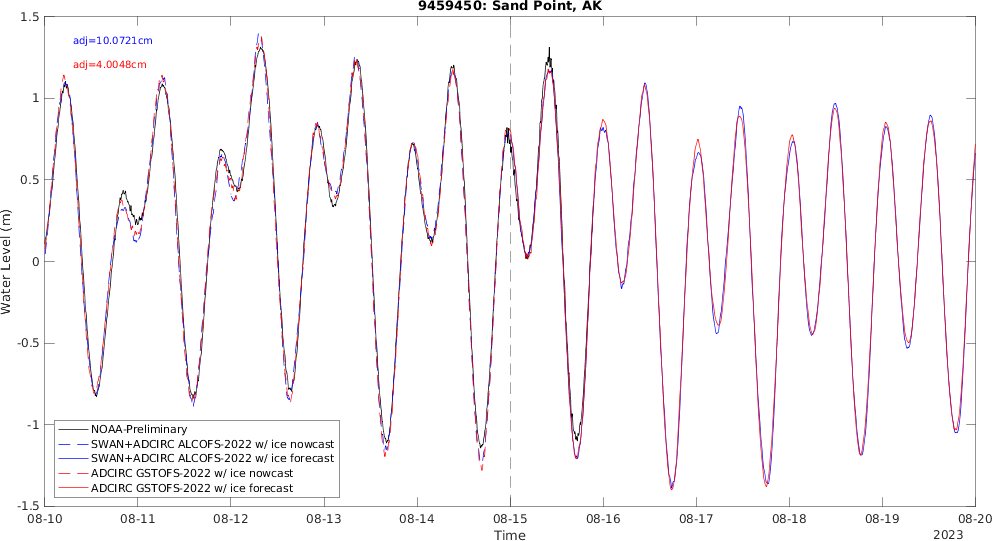 9459450: Sand Point, AK
adj=10.0721cm
adj=4.0048cm
Water Level (m)
1.5
1
0.5
0
-0.5
-1
-1.5
NOAA-Preliminary
SWAN+ADCIRC ALCOFS-2022 w/ ice nowcast
SWAN+ADCIRC ALCOFS-2022 w/ ice forecast
ADCIRC GSTOFS-2022 w/ ice nowcast
ADCIRC GSTOFS-2022 w/ ice forecast
08-10 08-11 08-12 08-13 08-14 08-15 08-16 08-17 08-18 08-19 08-20
Time
2023